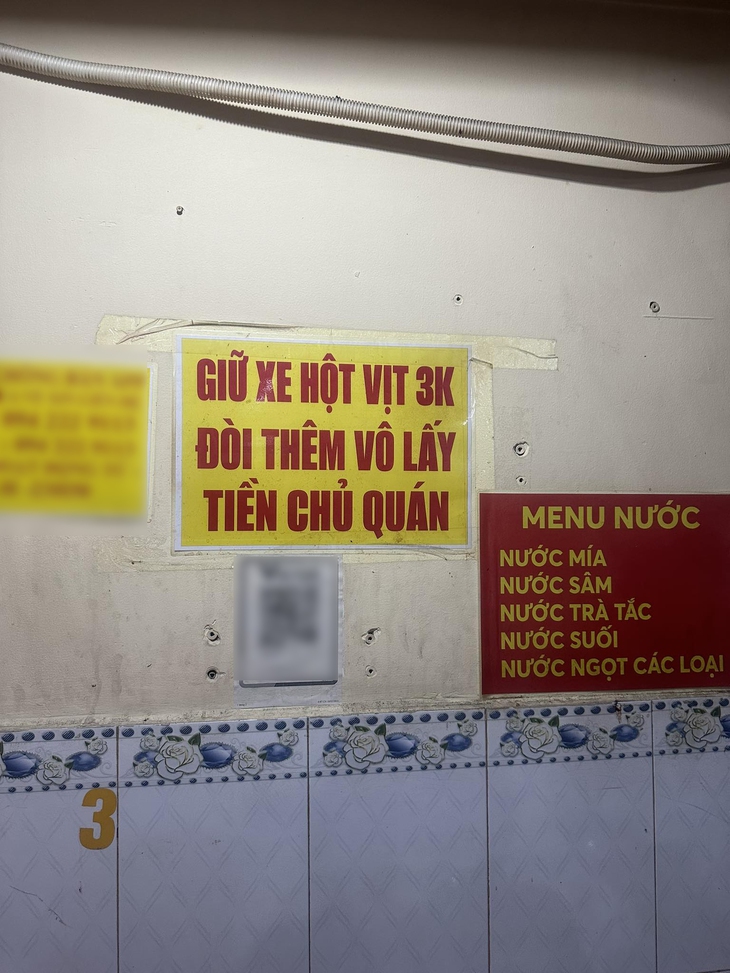 GIỮ XE HỘT VỊT 3K
ĐÒI THÊM VÔ LẤY
TIỀN CHỦ QUÁN
MENU NƯỚC
NƯỚC MÍA
NƯỚC SÂM
NƯỚC TRÀ TẮC
NƯỚC SUỐI
NƯỚC NGỌT CÁC LOẠI
3